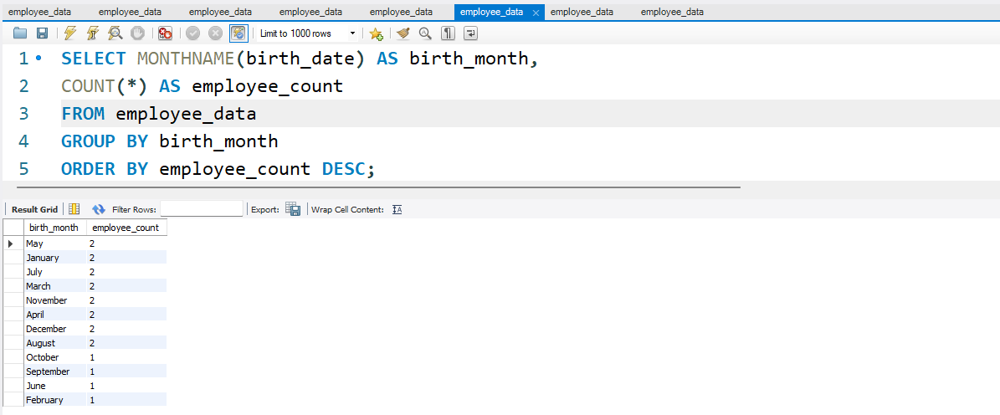 employee_data employee_data employee_data employee_data employee_data employee_data employee_data employee_data
Limit to 1000 rows
1 SELECT MONTHNAME(birth_date) AS birth_month,
2 COUNT(*) AS employee_count
3 FROM employee_data
4 GROUP BY birth_month
5 ORDER BY employee_count DESC;
Result Grid Filter Rows: Export: Wrap Cell Content:
birth_month employee_count
May 2
January 2
July 2
March 2
November 2
April 2
December 2
August 2
October 1
September 1
June 1
February 1